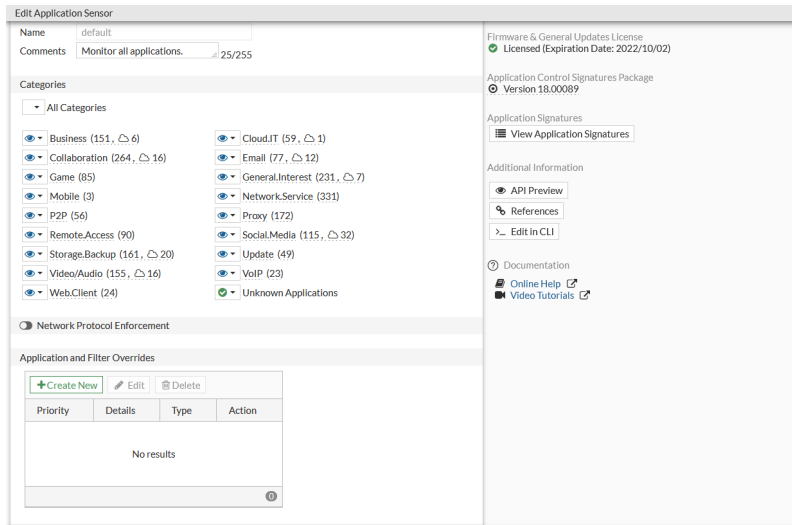 Edit Application Sensor
Name default
Comments Monitor all applications. 25/255
Categories
All Categories
Business (151, 6) Cloud.IT (59, 1)
Collaboration (264, 16) Email (77, 12)
Game (85) General.Interest (231, 7)
Mobile (3) Network.Service (331)
P2P (56) Proxy (172)
Remote.Access (90) Social.Media (115, 32)
Storage.Backup (161, 20) Update (49)
Video/Audio (155, 16) VoIP (23)
Web.Client (24) Unknown Applications
Network Protocol Enforcement
Application and Filter Overrides
+Create New Edit Delete
Priority Details Type Action
No results
0
Firmware & General Updates License
Licensed (Expiration Date: 2022/10/02)
Application Control Signatures Package
Version 18.00089
Application Signatures
View Application Signatures
Additional Information
API Preview
References
>_ Edit in CLI
? Documentation
Online Help
Video Tutorials